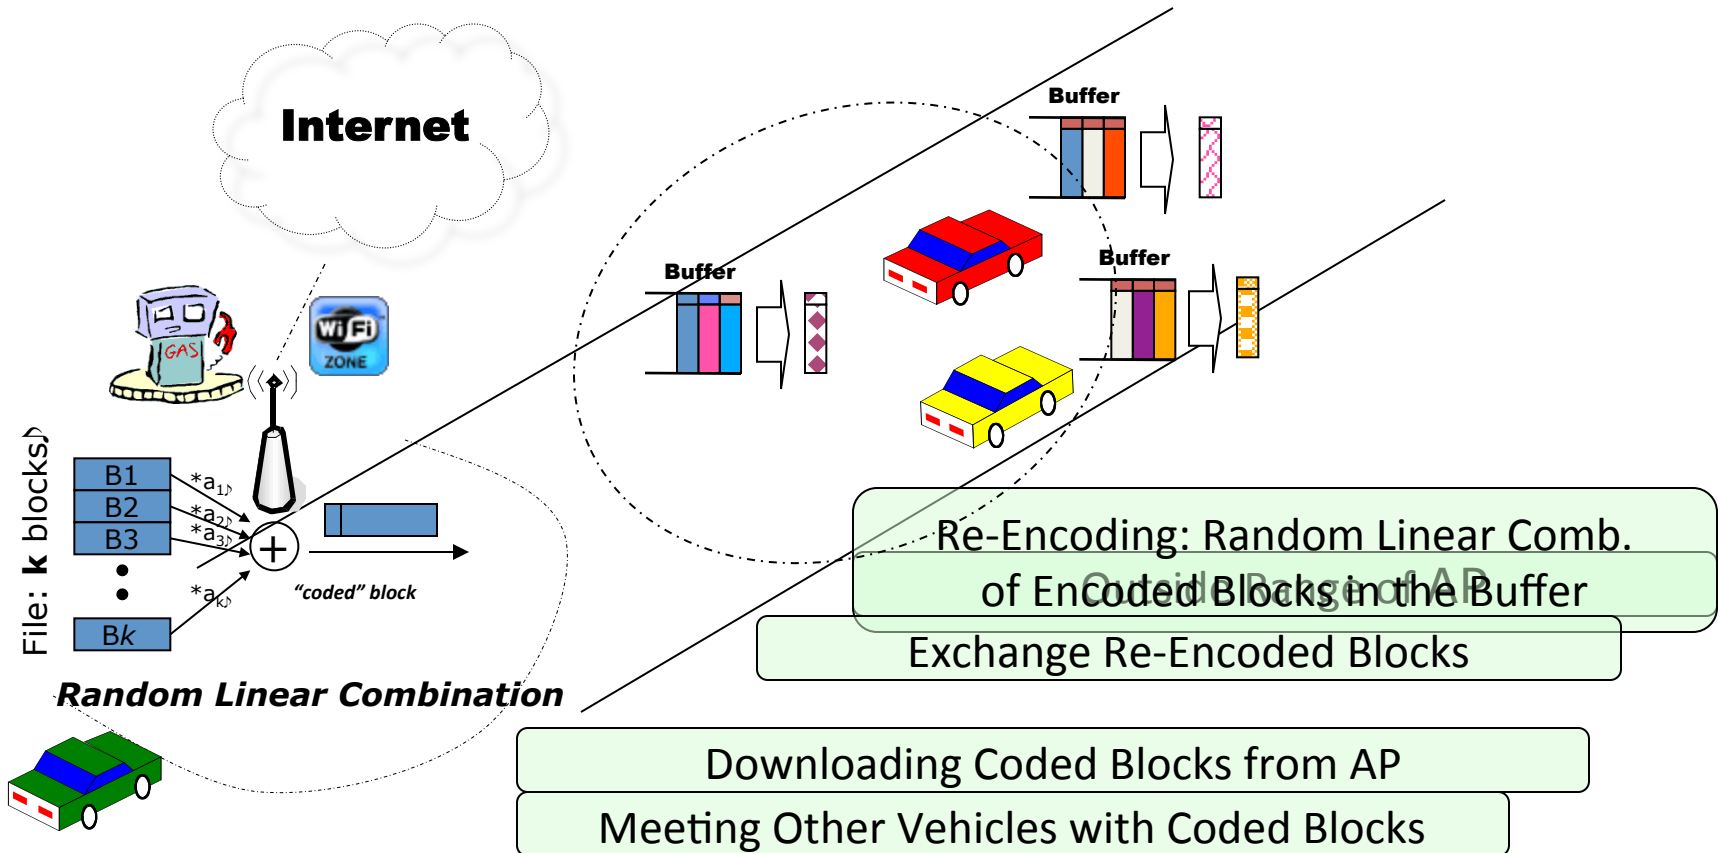 Internet
Buffer
Buffer
Buffer
GAS
Wi Fi
ZONE
File: k blocks♪
B1
B2
B3
Bk
*a1♪
*a2♪
*a3♪
*ak♪
+
“coded” block
Random Linear Combination
Re-Encoding: Random Linear Comb.
of Encoded Blocks in the Buffer
Outside Range of AP
Exchange Re-Encoded Blocks
Downloading Coded Blocks from AP
Meeting Other Vehicles with Coded Blocks